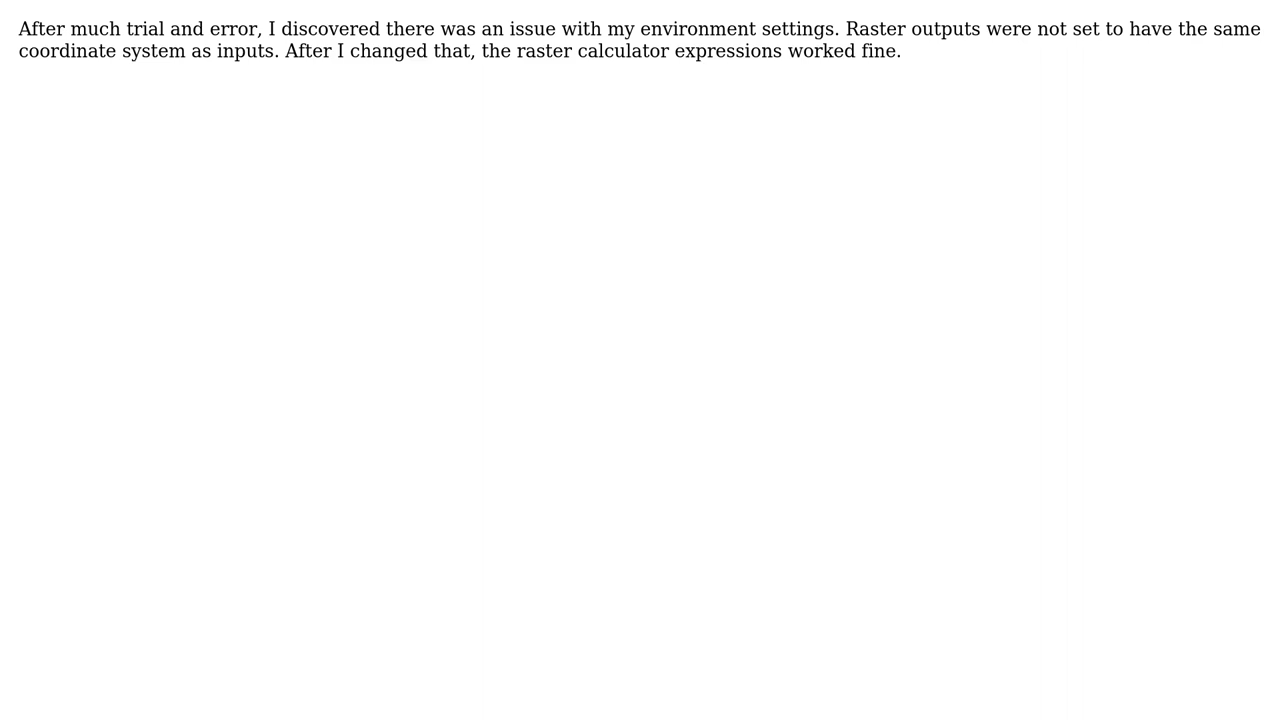 After much trial and error, I discovered there was an issue with my environment settings. Raster outputs were not set to have the same
coordinate system as inputs. After I changed that, the raster calculator expressions worked fine.